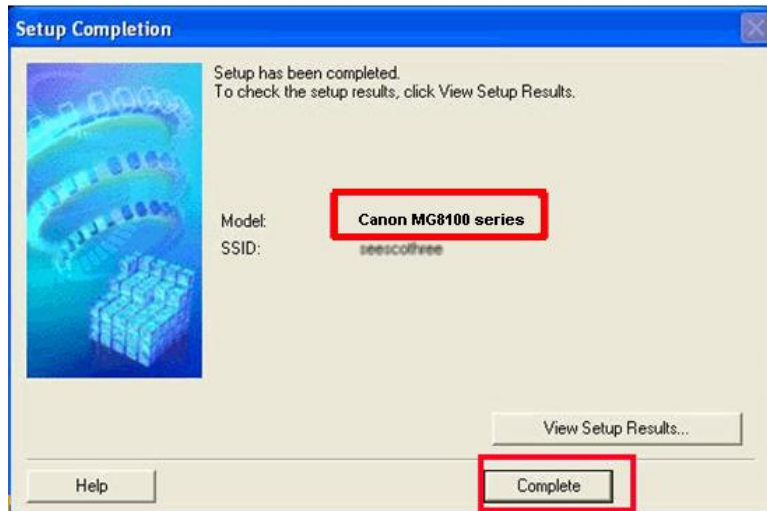 Setup Completion
Setup has been completed.
To check the setup results, click View Setup Results.
Model: Canon MG8100 series
SSID: seescothree
View Setup Results...
Help
Complete